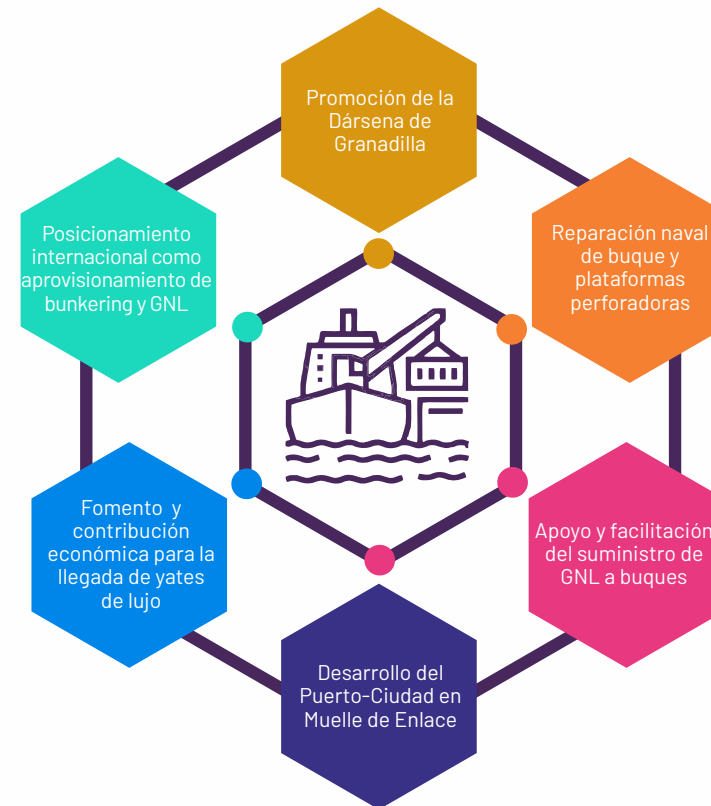 Promoción de la
Dársena de
Granadilla
Posicionamiento
internacional como
aprovisionamiento de
bunkering y GNL
Reparación naval
de buque y
plataformas
perforadoras
Fomento y
contribución
económica para la
llegada de yates
de lujo
Apoyo y facilitación
del suministro de
GNL a buques
Desarrollo del
Puerto-Ciudad en
Muelle de Enlace